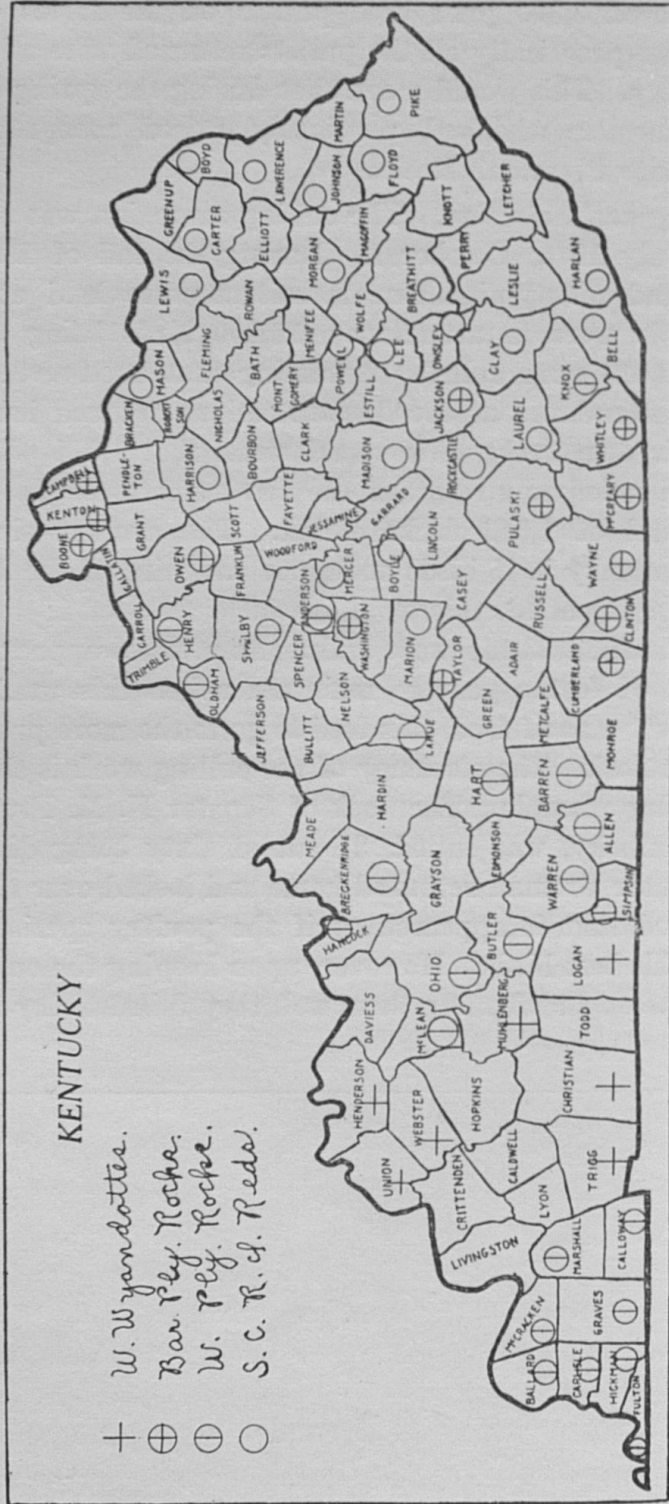 KENTUCKY
W. Wyandottes.
Bar. Ply. Rocks.
W. Ply. Rocks.
S. C. R. I. Reds.
BALLARD
CARLISLE
HICKMAN
FULTON
McCRACKEN
GRAVES
MARSHALL
CALLOWAY
LIVINGSTON
CRITTENDEN
LYON
CALDWELL
TRIGG
UNION
HENDERSON
WEBSTER
HOPKINS
CHRISTIAN
DAVIESS
McLEAN
MUHLENBERG
TODD
HANCOCK
OHIO
BUTLER
LOGAN
BRECKENRIDGE
MEADE
GRAYSON
EDMONSON
WARREN
SIMPSON
ALLEN
HARDIN
HART
BARREN
MONROE
METCALFE
LARUE
GREEN
JEFFERSON
BULLITT
NELSON
SPENCER
OLDHAM
SHELBY
HENRY
TRIMBLE
CARROLL
ANDERSON
WASHINGTON
MARION
TAYLOR
ADAIR
CUMBERLAND
CLINTON
RUSSELL
CASEY
MERCER
BOYLE
LINCOLN
GALLATIN
OWEN
FRANKLIN
WOODFORD
BOONE
KENTON
CAMPBELL
GRANT
PENDLE-
TON
SCOTT
FAYETTE
JESSAMINE
GARRARD
PULASKI
WAYNE
McCREARY
BRACKEN
ROBERT
SON
MASON
HARRISON
NICHOLAS
BOURBON
CLARK
MADISON
ROCKCASTLE
LAUREL
WHITLEY
FLEMING
BATH
MONT
GOMERY
MENIFEE
POWELL
ESTILL
LEE
JACKSON
OWSLEY
CLAY
KNOX
BELL
LEWIS
ROWAN
MORGAN
WOLFE
BREATHITT
GREENUP
CARTER
BOYD
ELLIOTT
LAWRENCE
JOHNSON
MARTIN
MAGOFFIN
FLOYD
PIKE
KNOTT
PERRY
LETCHER
LESLIE
HARLAN